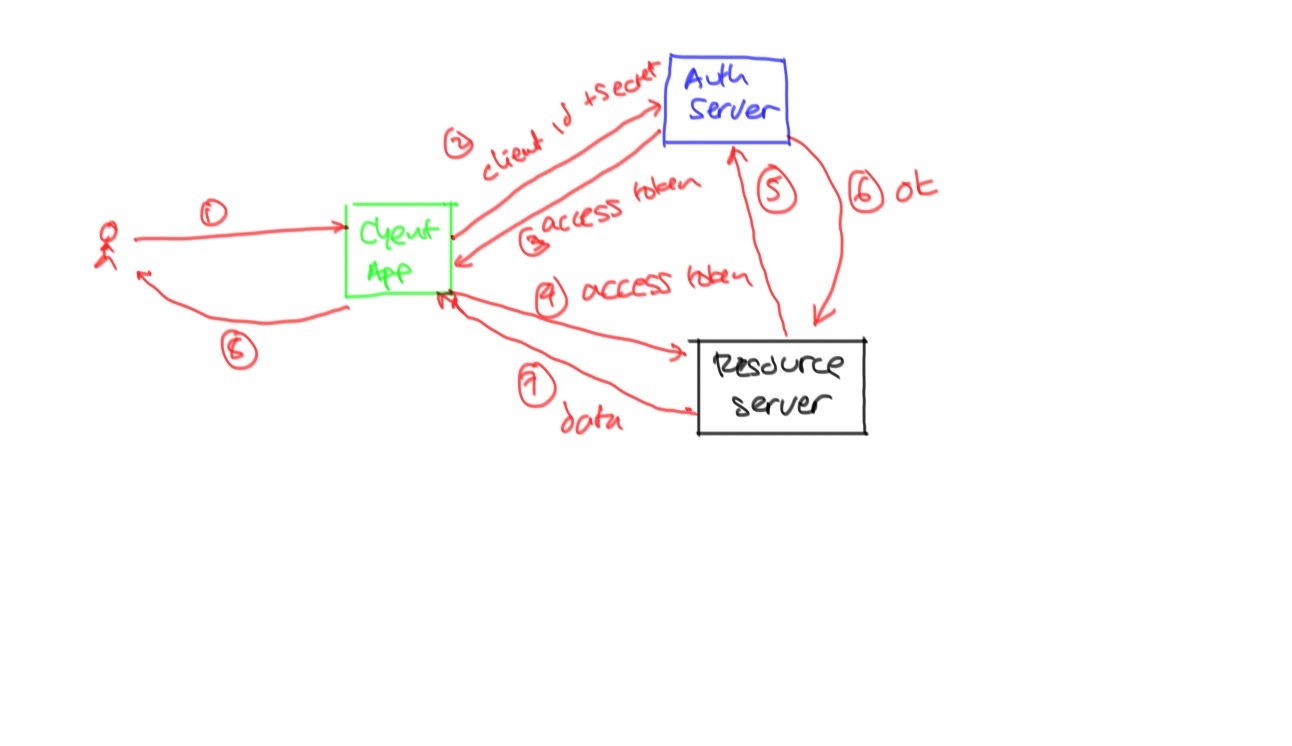 Auth
Server
② client id + secret
①
Client
App
③ access token
⑤
⑥ ok
④ access token
⑧
⑦
data
Resource
server